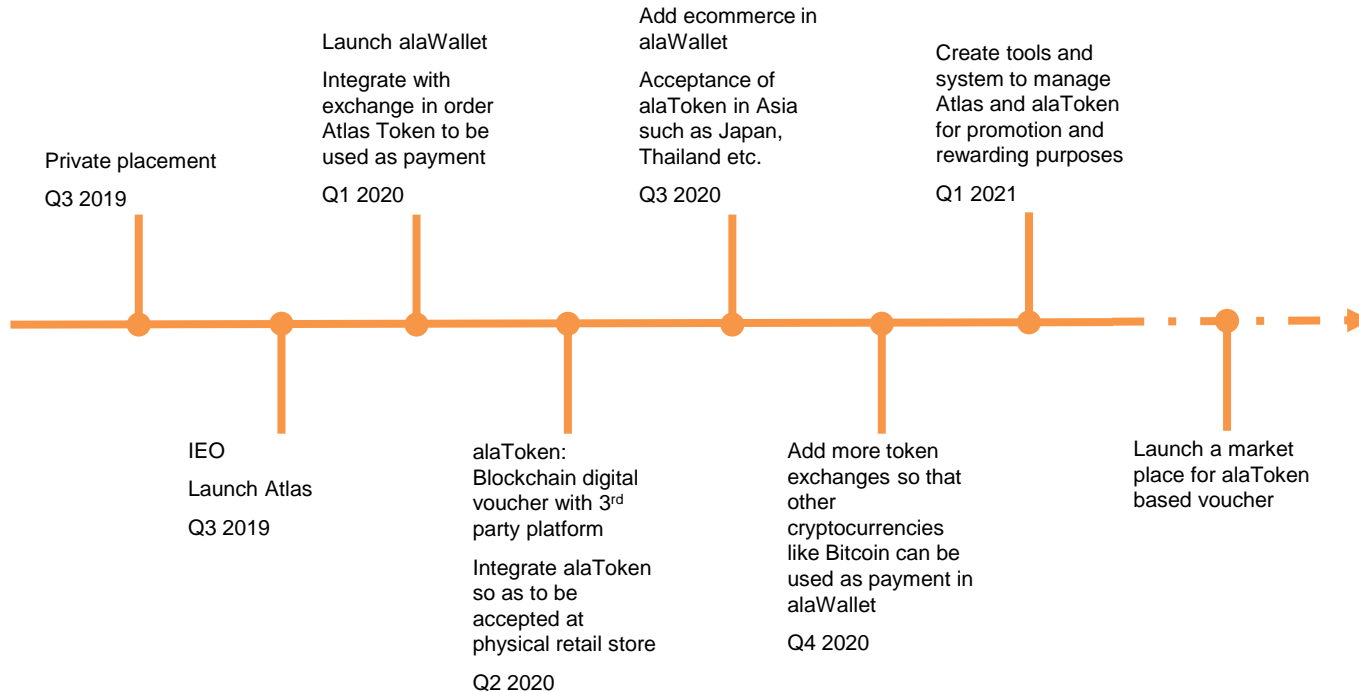 Private placement
Q3 2019
IEO
Launch Atlas
Q3 2019
Launch alaWallet
Integrate with
exchange in order
Atlas Token to be
used as payment
Q1 2020
alaToken:
Blockchain digital
voucher with 3rd
party platform
Integrate alaToken
so as to be
accepted at
physical retail store
Q2 2020
Add ecommerce in
alaWallet
Acceptance of
alaToken in Asia
such as Japan,
Thailand etc.
Q3 2020
Add more token
exchanges so that
other
cryptocurrencies
like Bitcoin can be
used as payment in
alaWallet
Q4 2020
Create tools and
system to manage
Atlas and alaToken
for promotion and
rewarding purposes
Q1 2021
Launch a market
place for alaToken
based voucher